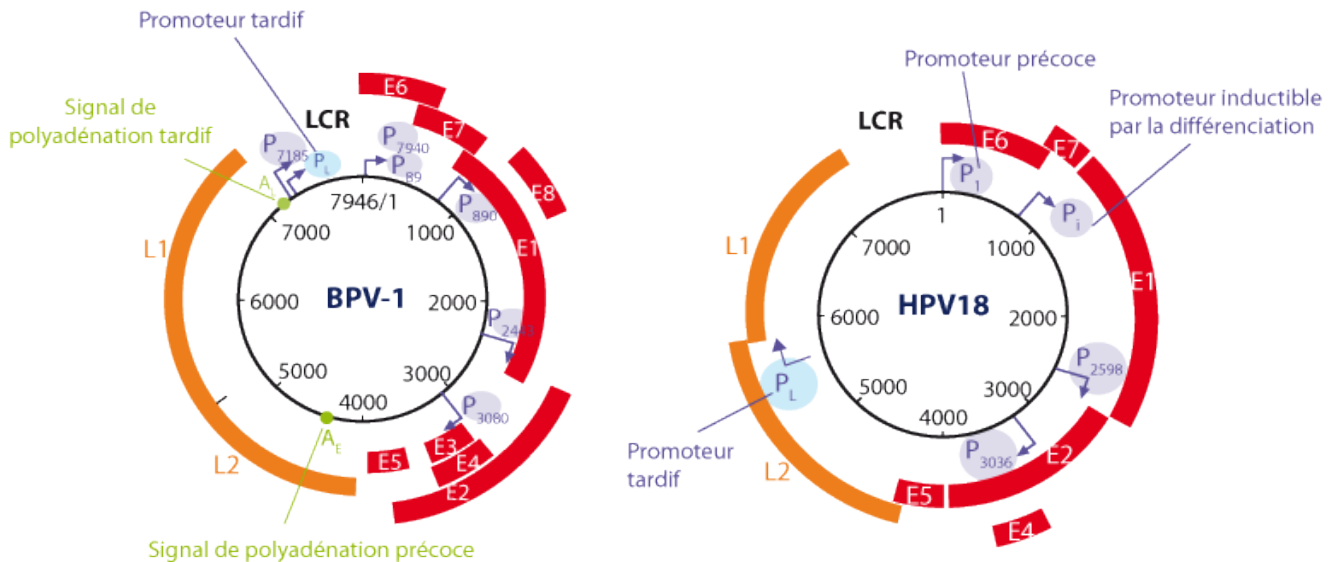 Promoteur tardif
Signal de
polyadénation tardif
LCR
E6
E7
E8
E1
P7185
PL
P7940
P89
P890
AL
7946/1
1000
2000
3000
4000
5000
6000
7000
BPV-1
L1
L2
P2443
P3080
E3
E4
E2
E5
AE
Signal de polyadénation précoce
Promoteur précoce
Promoteur inductible
par la différenciation
LCR
E6
E7
E1
P1
Pi
1
1000
2000
3000
4000
5000
6000
7000
HPV18
L1
L2
PL
P2598
P3036
E2
E5
E4
Promoteur
tardif